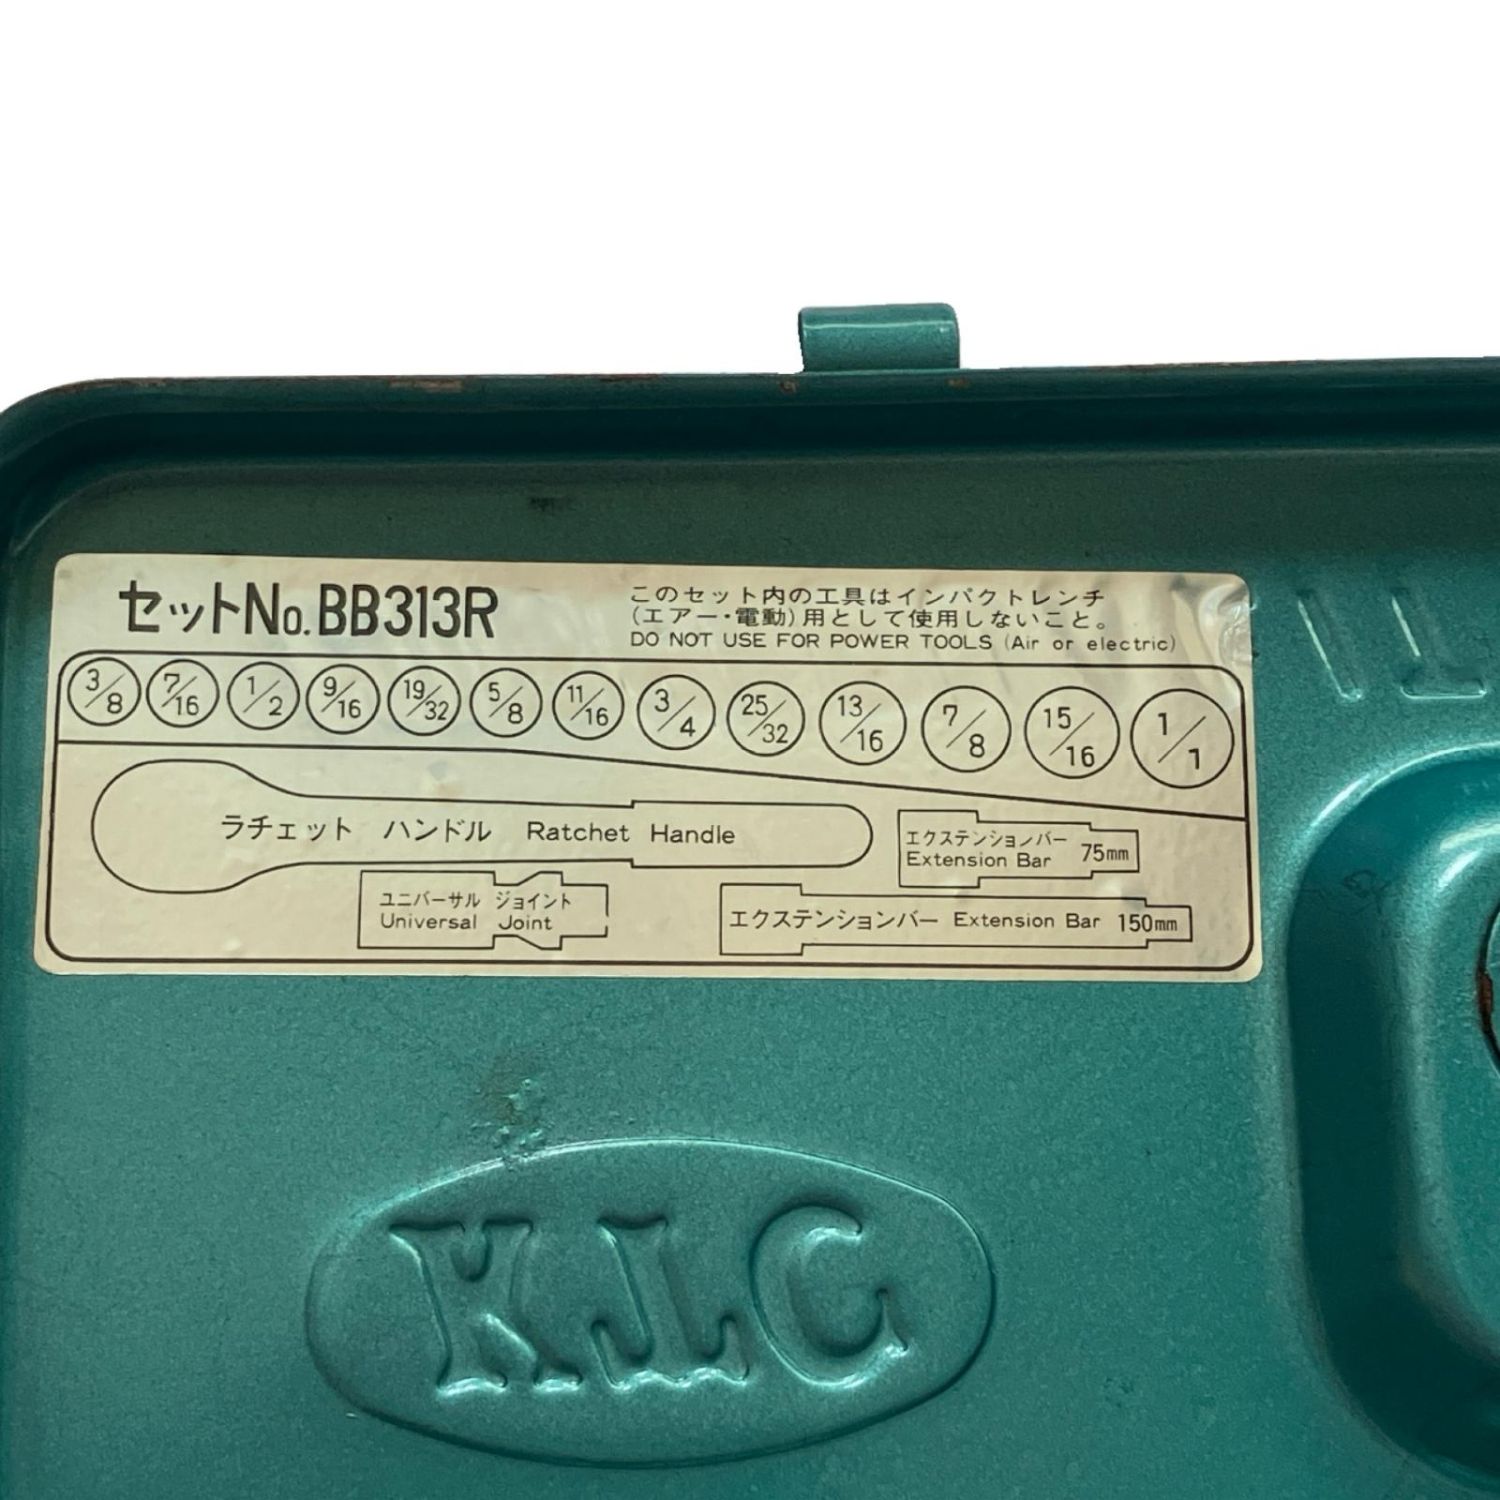 セットNo.BB313R
このセット内の工具はインパクトレンチ
(エアー・電動)用として使用しないこと。
DO NOT USE FOR POWER TOOLS (Air or electric)
3/8 7/16 1/2 9/16 19/32 5/8 11/16 3/4 25/32 13/16 7/8 15/16 1/1
ラチェット ハンドル Ratchet Handle
エクステンションバー
Extension Bar 75mm
ユニバーサル ジョイント
Universal Joint
エクステンションバー Extension Bar 150mm